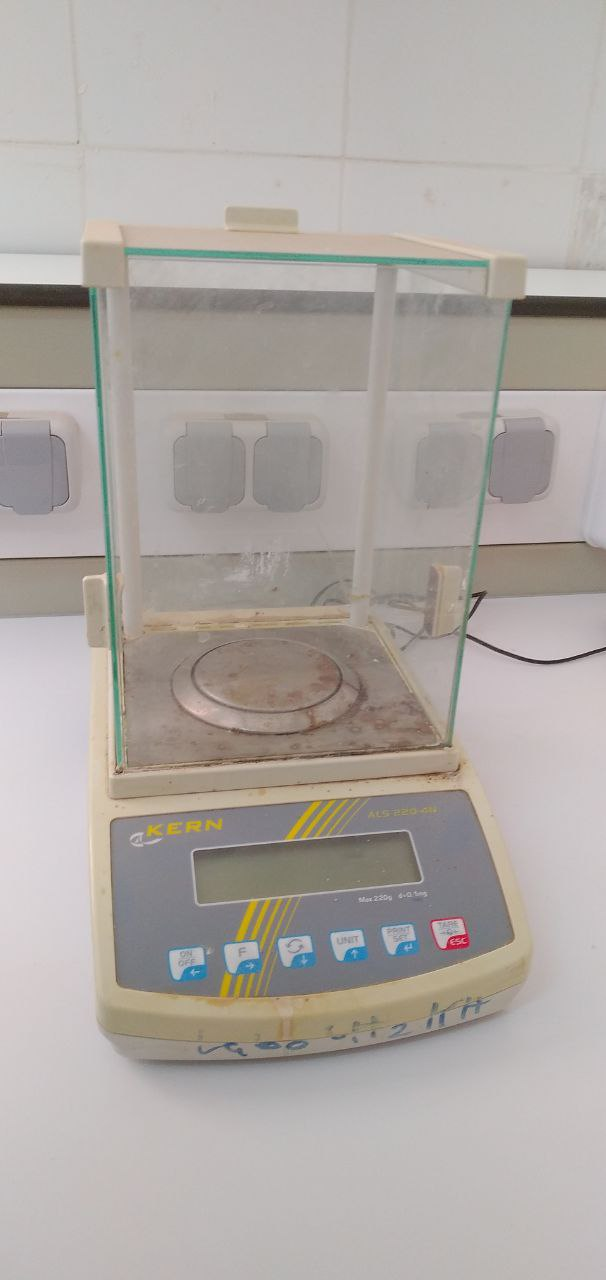 KERN
ALS 220-4N
Max 220g d=0.1mg
ON
OFF
F
UNIT
PRINT
SET
TARE
ESC